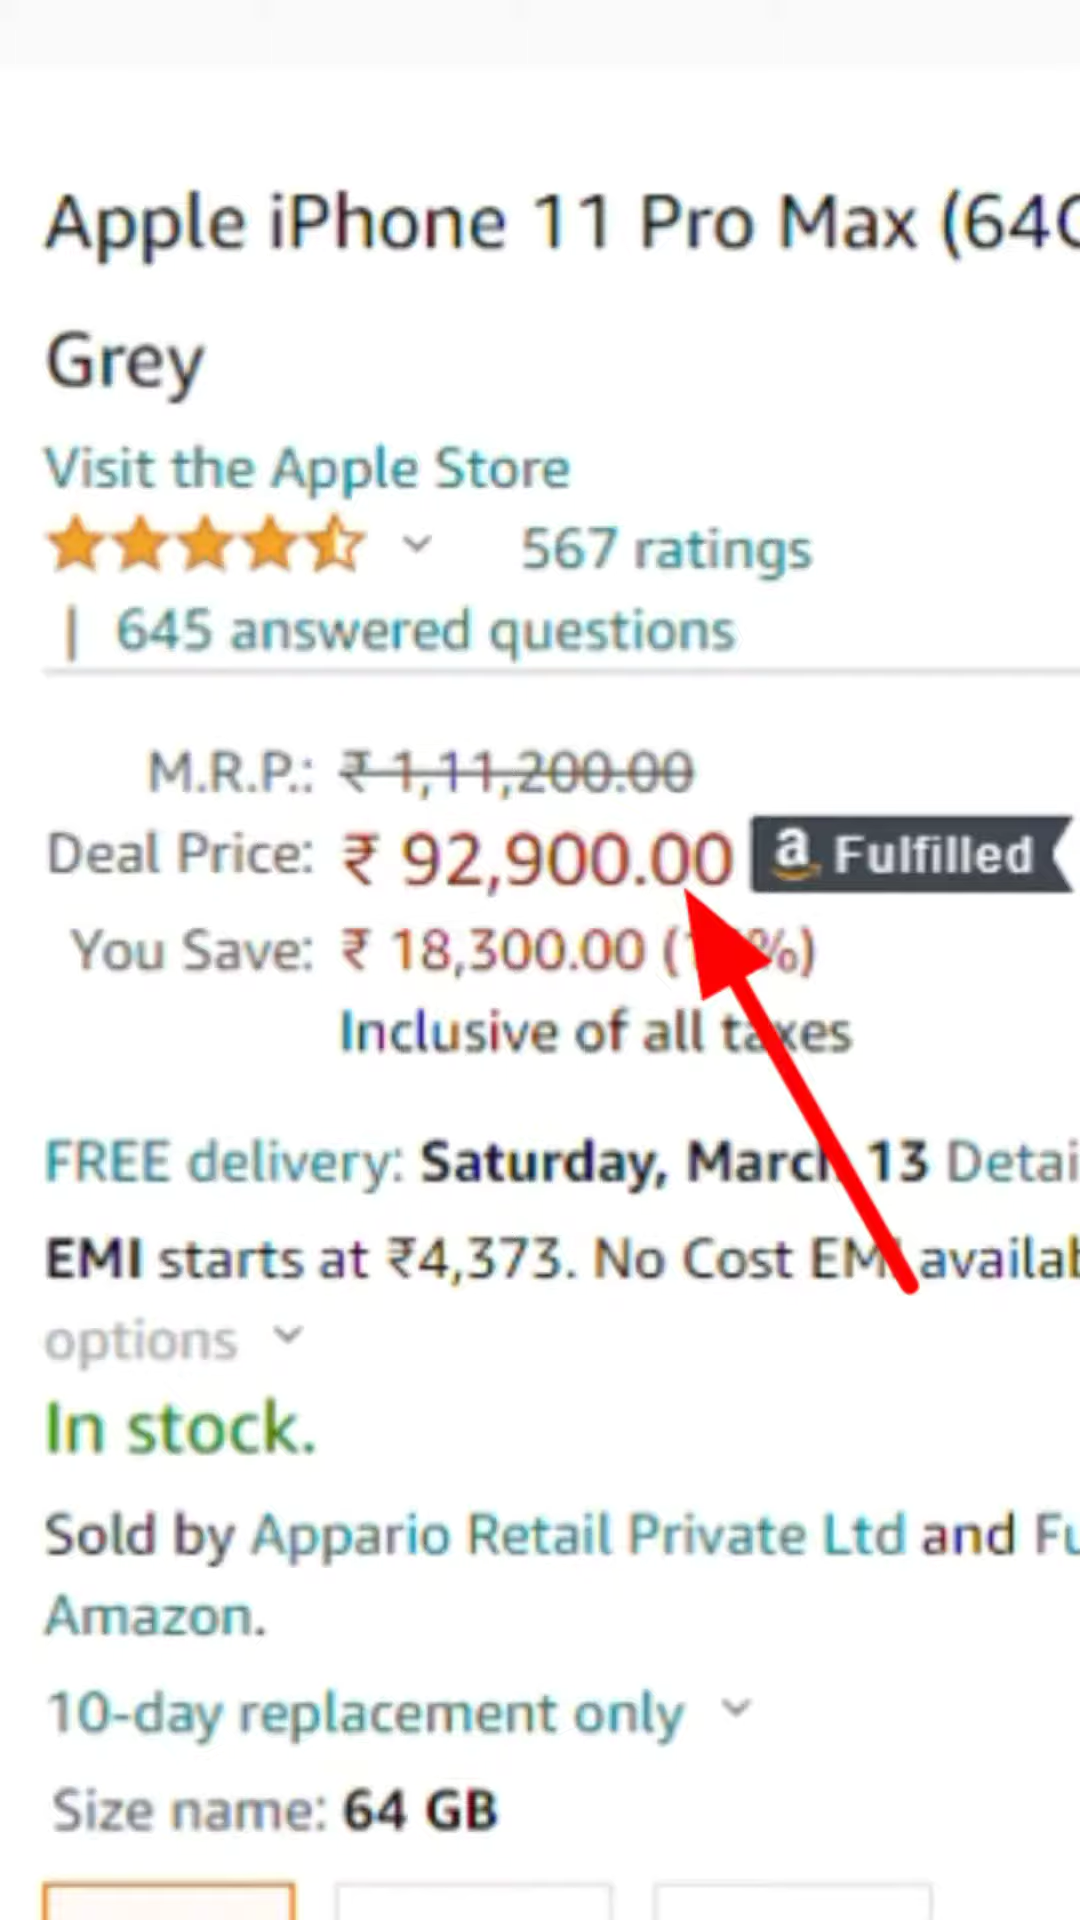 Apple iPhone 11 Pro Max (64
Grey
Visit the Apple Store
567 ratings
| 645 answered questions
M.R.P.: ₹ 1,11,200.00
Deal Price: ₹ 92,900.00 a Fulfilled
You Save: ₹ 18,300.00 ( %)
Inclusive of all taxes
FREE delivery: Saturday, March 13
EMI starts at ₹4,373. No Cost EMI
options
In stock.
Sold by Appario Retail Private Ltd and
Amazon.
10-day replacement only
Size name: 64 GB